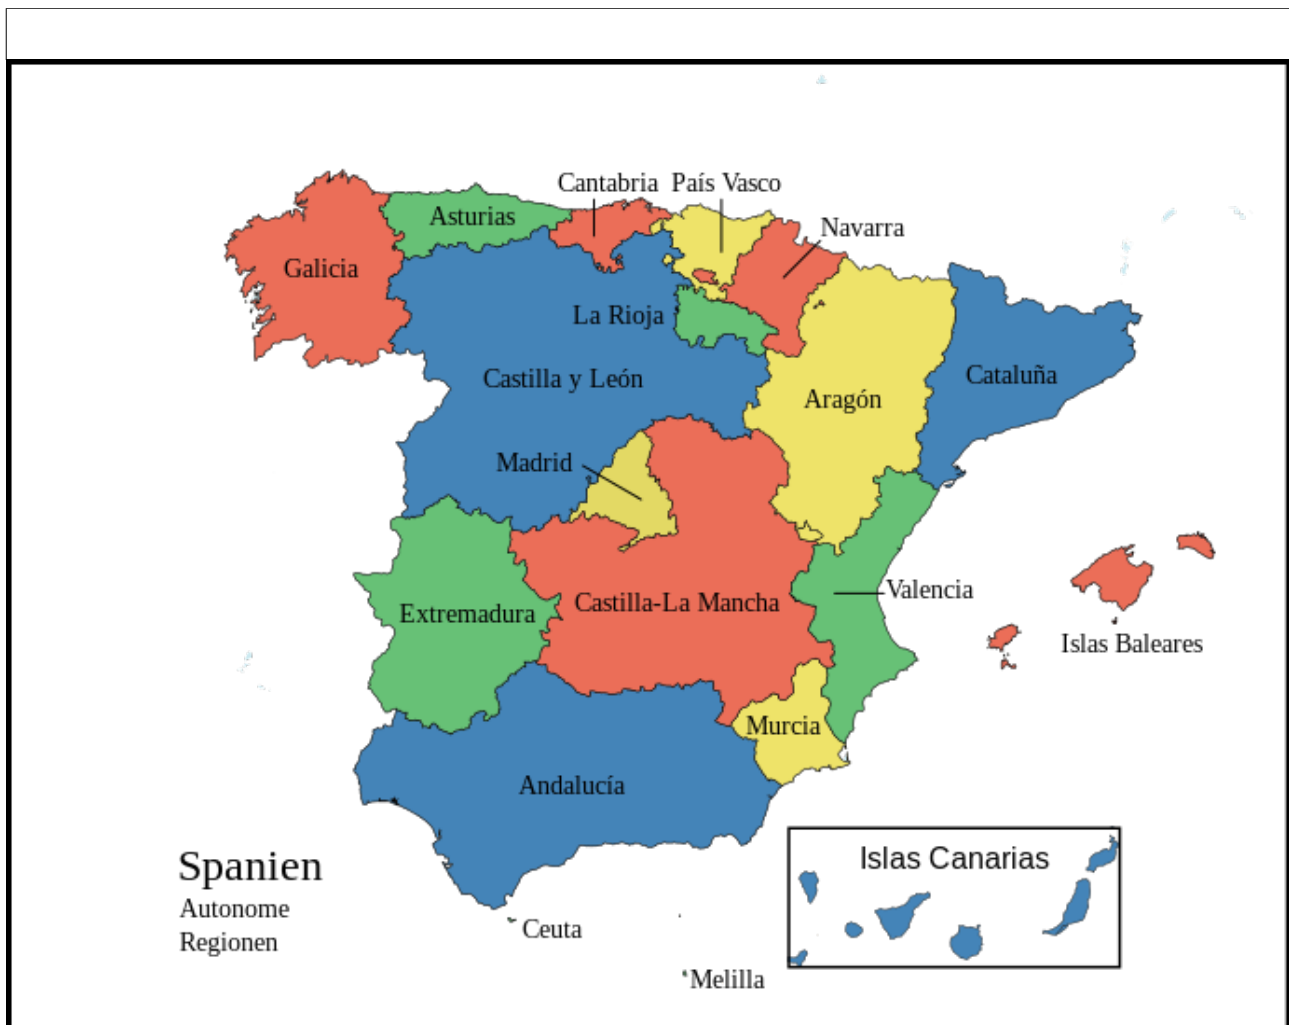 Cantabria
País Vasco
Asturias
Navarra
Galicia
La Rioja
Castilla y León
Cataluña
Aragón
Madrid
Valencia
Castilla-La Mancha
Extremadura
Islas Baleares
Murcia
Andalucía
Islas Canarias
Spanien
Autonome
Regionen
Ceuta
Melilla